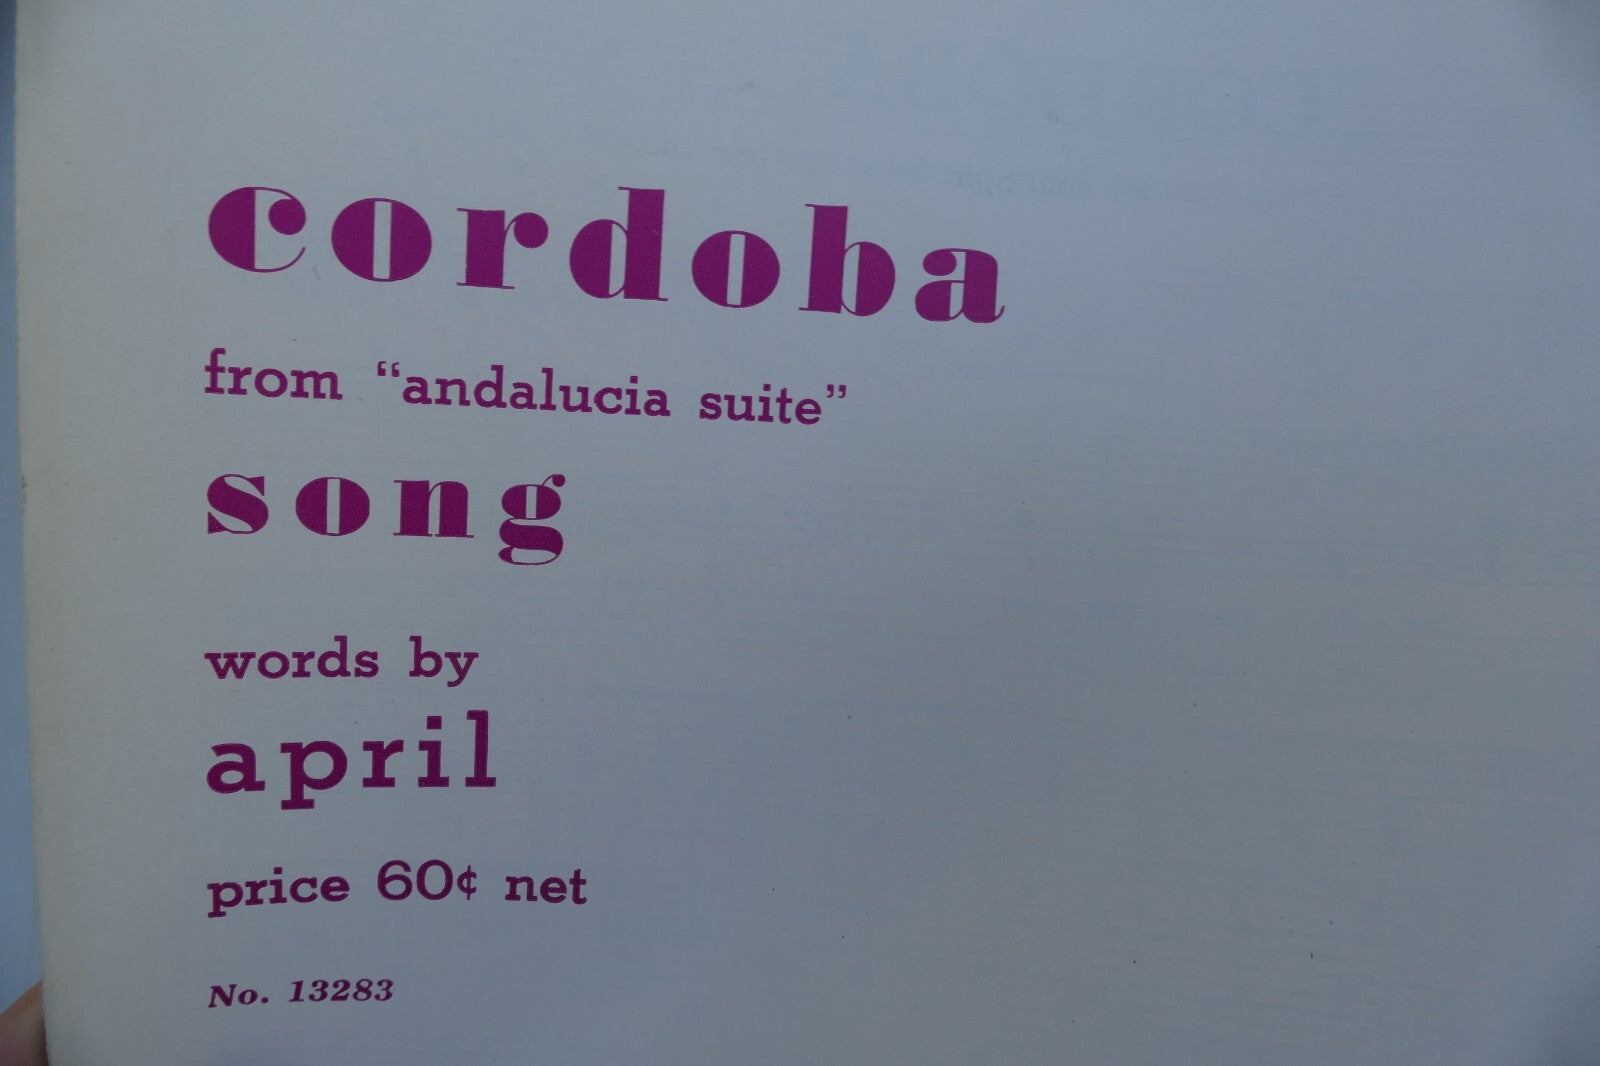 cordoba
from “andalucia suite”
song
words by
april
price 60¢ net
No. 13283